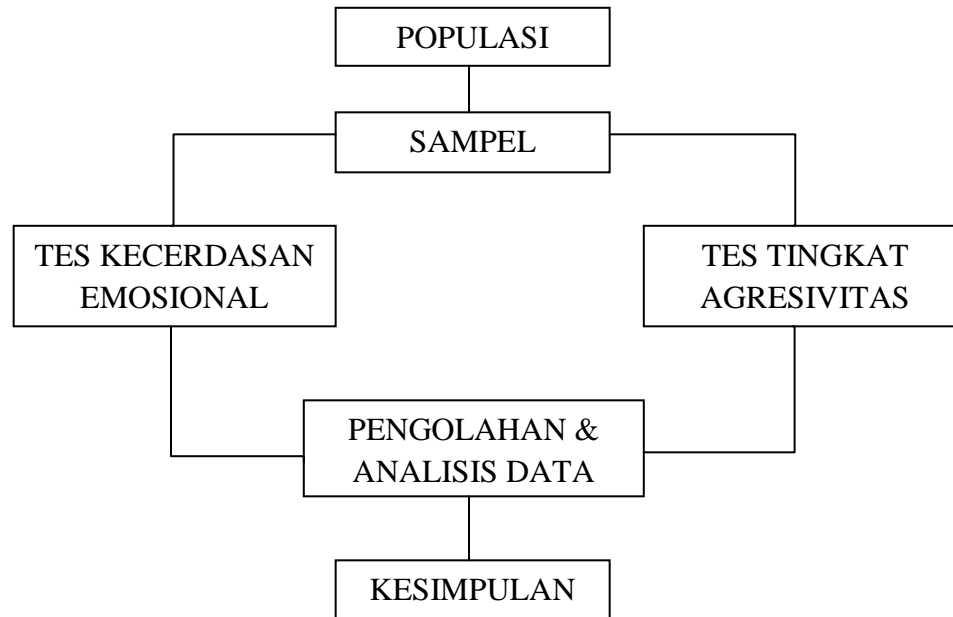 POPULASI
SAMPEL
TES KECERDASAN
EMOSIONAL
TES TINGKAT
AGRESIVITAS
PENGOLAHAN &
ANALISIS DATA
KESIMPULAN